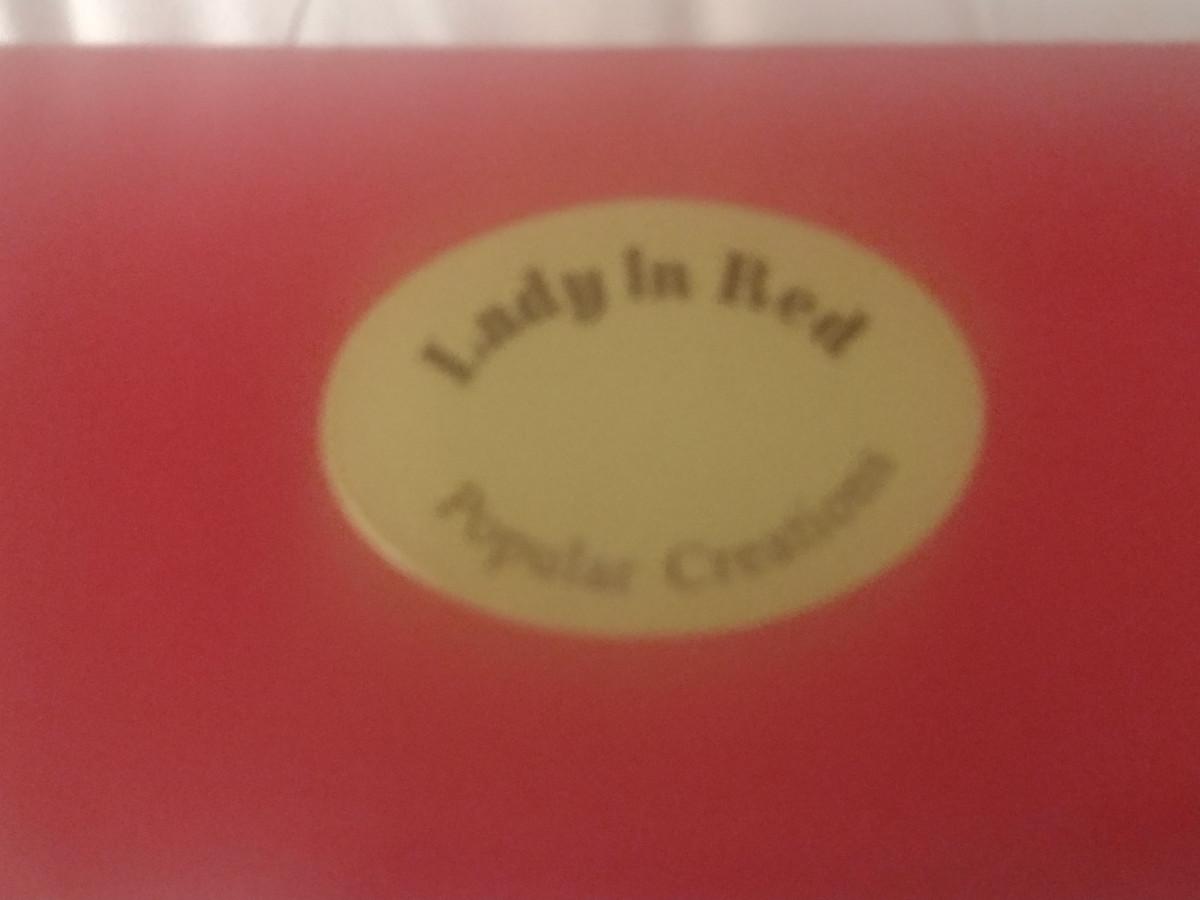 Lady in Red
Popular Creations